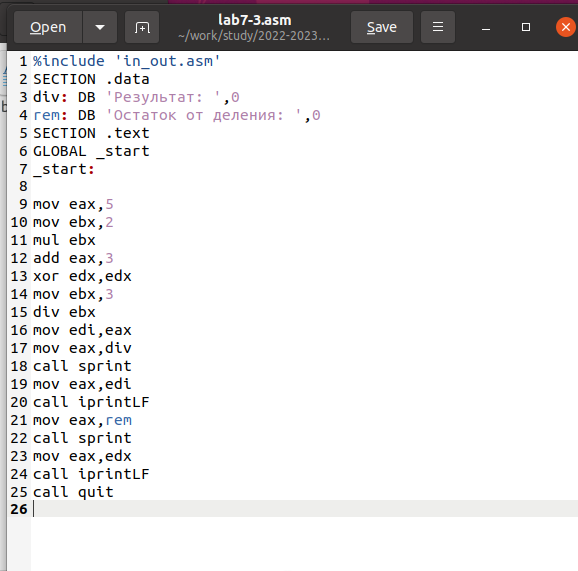 lab7-3.asm
Open
~/work/study/2022-2023...
Save
1 %include 'in_out.asm'
2 SECTION .data
3 div: DB 'Результат: ',0
4 rem: DB 'Остаток от деления: ',0
5 SECTION .text
6 GLOBAL _start
7 _start:
8
9 mov eax,5
10 mov ebx,2
11 mul ebx
12 add eax,3
13 xor edx,edx
14 mov ebx,3
15 div ebx
16 mov edi,eax
17 mov eax,div
18 call sprint
19 mov eax,edi
20 call iprintLF
21 mov eax,rem
22 call sprint
23 mov eax,edx
24 call iprintLF
25 call quit
26